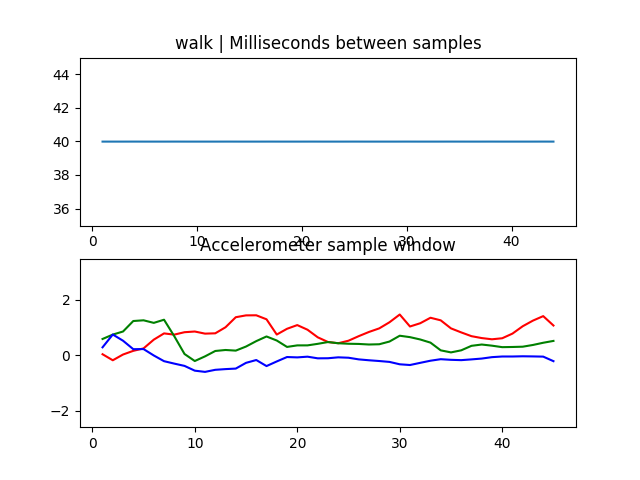 walk | Milliseconds between samples
44
42
40
38
36
0 10 20 30 40
Accelerometer sample window
2
0
−2
0 10 20 30 40